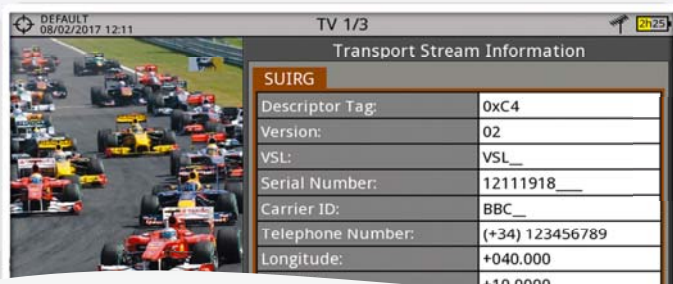 DEFAULT
08/02/2017 12:11
TV 1/3
2h25
Transport Stream Information
SUIRG
Descriptor Tag: 0xC4
Version: 02
VSL: VSL__
Serial Number: 12111918___
Carrier ID: BBC_
Telephone Number: (+34) 123456789
Longitude: +040.000